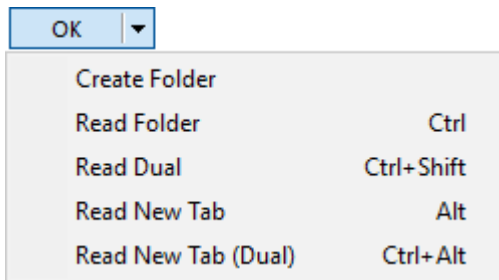 OK
Create Folder
Read Folder Ctrl
Read Dual Ctrl+Shift
Read New Tab Alt
Read New Tab (Dual) Ctrl+Alt